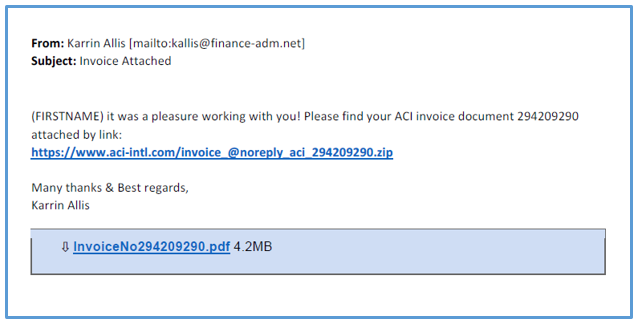 From: Karrin Allis [mailto:kallis@finance-adm.net]
Subject: Invoice Attached
(FIRSTNAME) it was a pleasure working with you! Please find your ACI invoice document 294209290
attached by link:
https://www.aci-intl.com/invoice_@noreply_aci_294209290.zip
Many thanks & Best regards,
Karrin Allis
⇩ InvoiceNo294209290.pdf 4.2MB